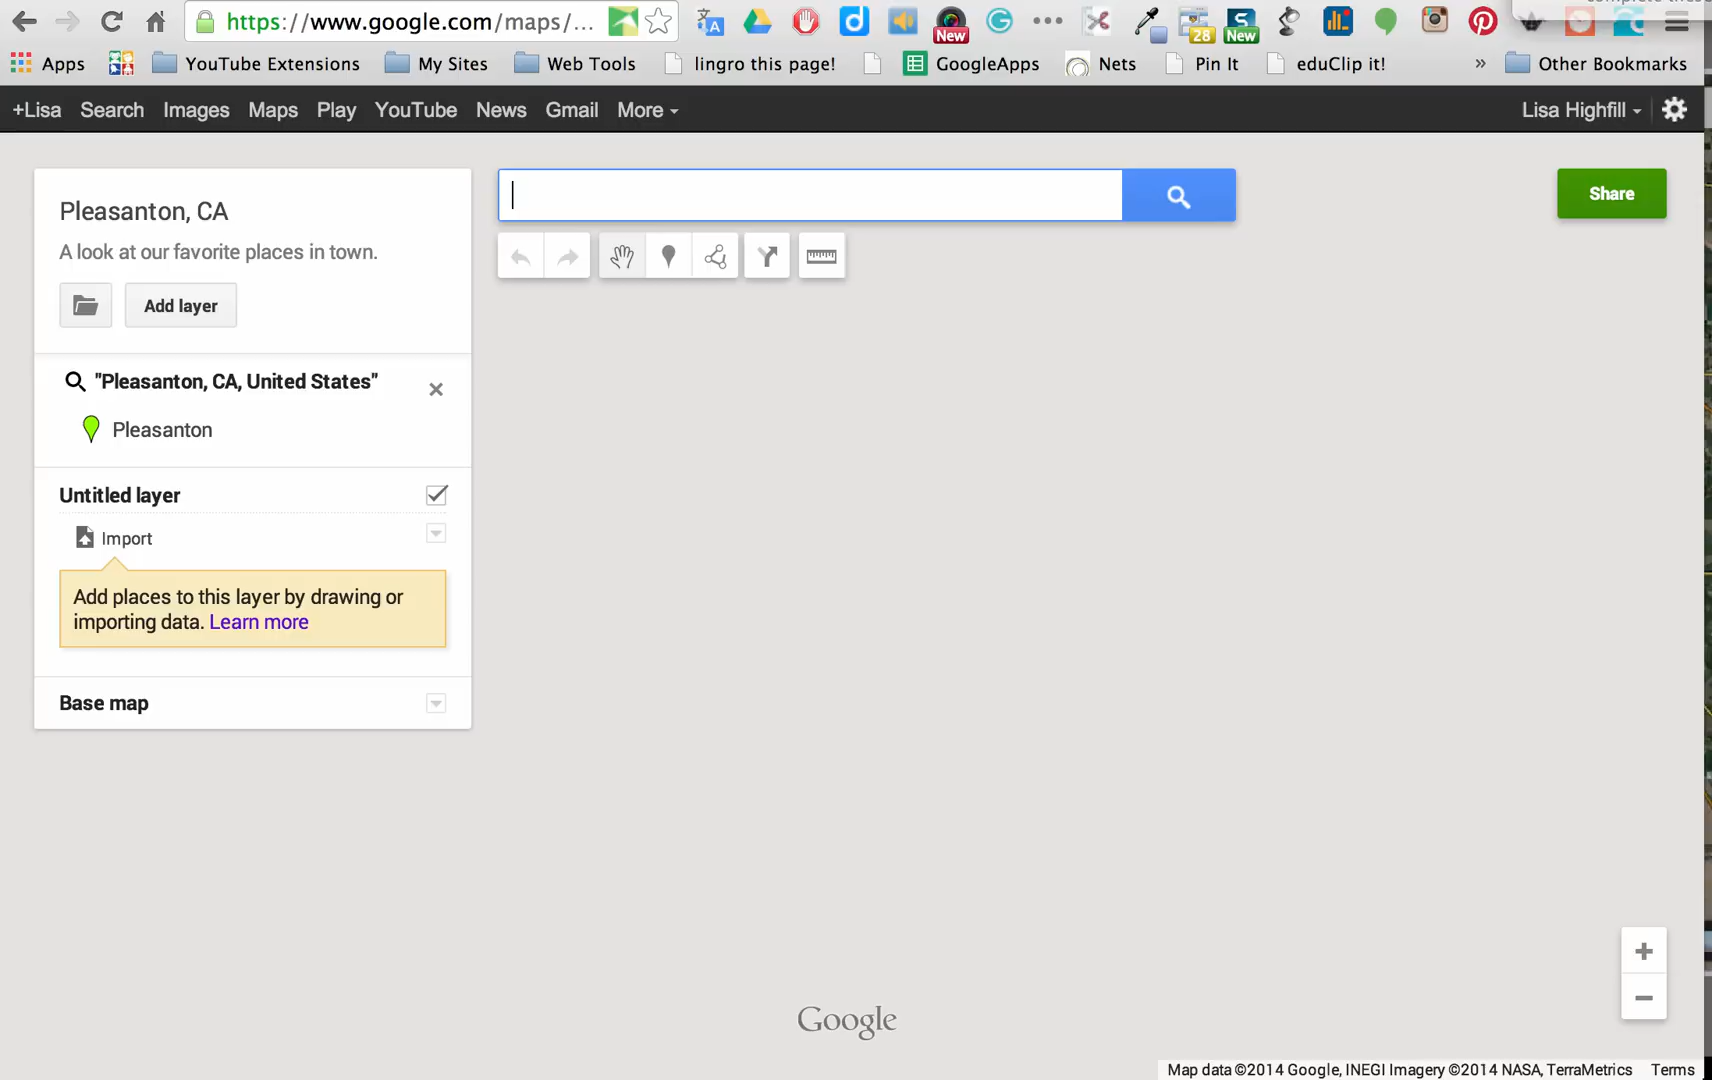 https://www.google.com/maps/...
New
28
New
Apps
YouTube Extensions
My Sites
Web Tools
lingro this page!
GoogleApps
Nets
Pin It
eduClip it!
»
Other Bookmarks
+Lisa Search Images Maps Play YouTube News Gmail More
Lisa Highfill
Pleasanton, CA
A look at our favorite places in town.
Add layer
"Pleasanton, CA, United States"
Pleasanton
Untitled layer
Import
Add places to this layer by drawing or
importing data. Learn more
Base map
Share
Google
Map data ©2014 Google, INEGI Imagery ©2014 NASA, TerraMetrics Terms